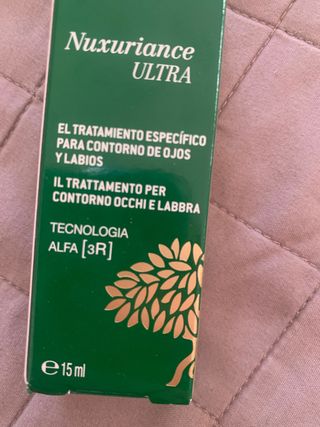 Nuxuriance
ULTRA
EL TRATAMIENTO ESPECÍFICO
PARA CONTORNO DE OJOS
Y LABIOS
IL TRATTAMENTO PER
CONTORNO OCCHI E LABBRA
TECNOLOGIA
ALFA [3R]
℮ 15 ml